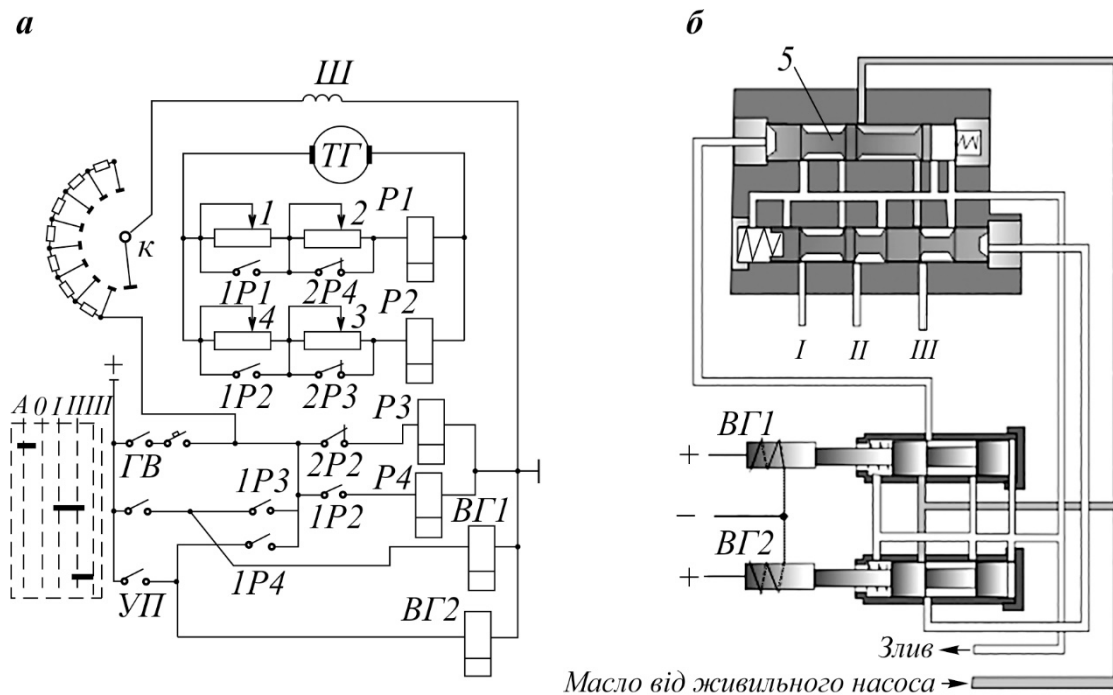 а
б
Ш
5
ТГ
Р1
1
2
к
1Р1
2Р4
Р2
4
3
I
II
III
1Р2
2Р3
+
А
0
I
II
III
Р3
ГВ
2Р2
ВГ1
+
1Р3
Р4
1Р2
ВГ1
−
ВГ2
+
1Р4
УП
ВГ2
Злив
Масло від живильного насоса